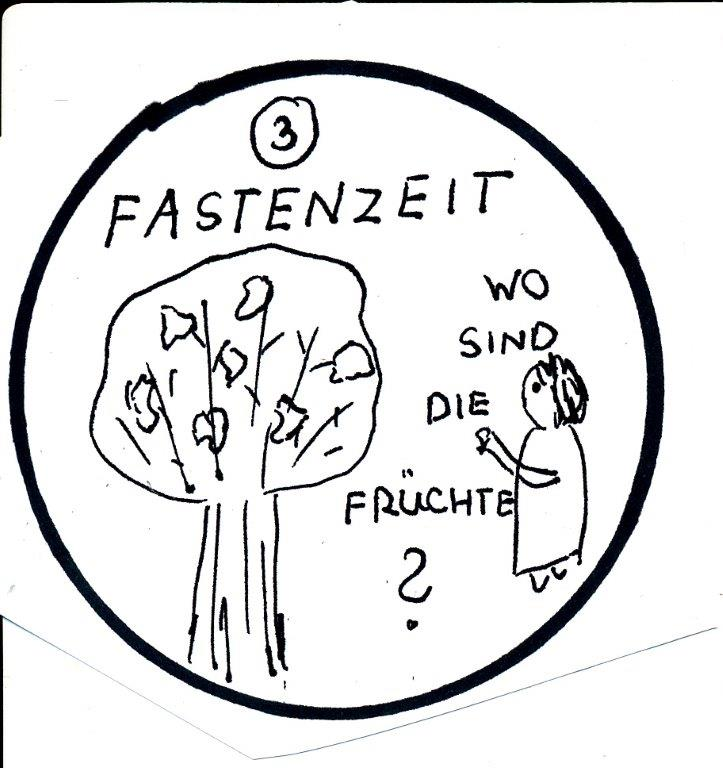 3
FASTENZEIT
WO
SIND
DIE
FRÜCHTE
?